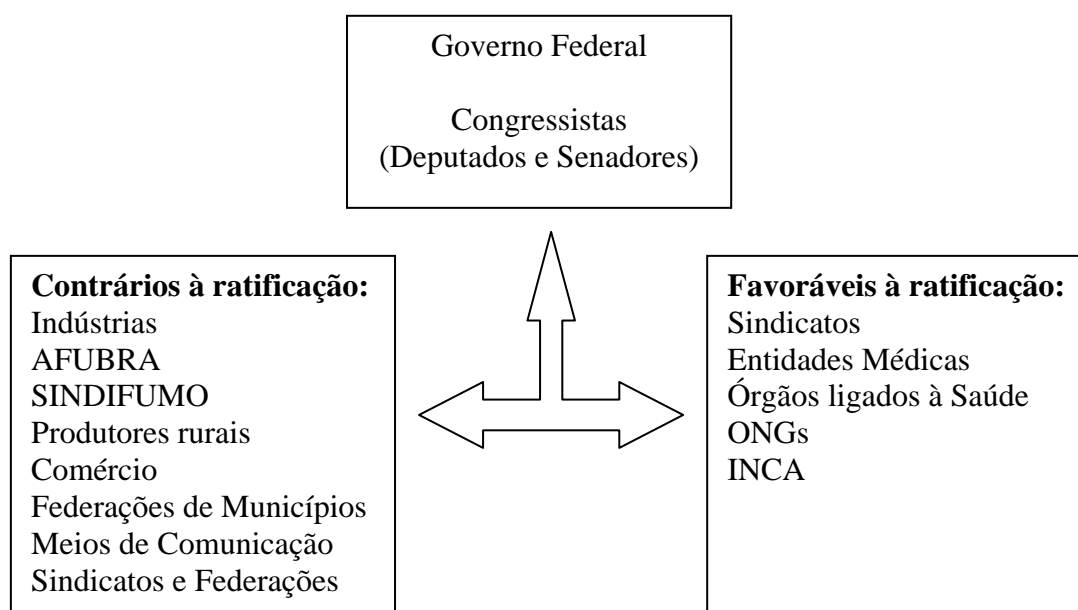 Governo Federal
Congressistas
(Deputados e Senadores)
Contrários à ratificação:
Indústrias
AFUBRA
SINDIFUMO
Produtores rurais
Comércio
Federações de Municípios
Meios de Comunicação
Sindicatos e Federações
Favoráveis à ratificação:
Sindicatos
Entidades Médicas
Órgãos ligados à Saúde
ONGs
INCA